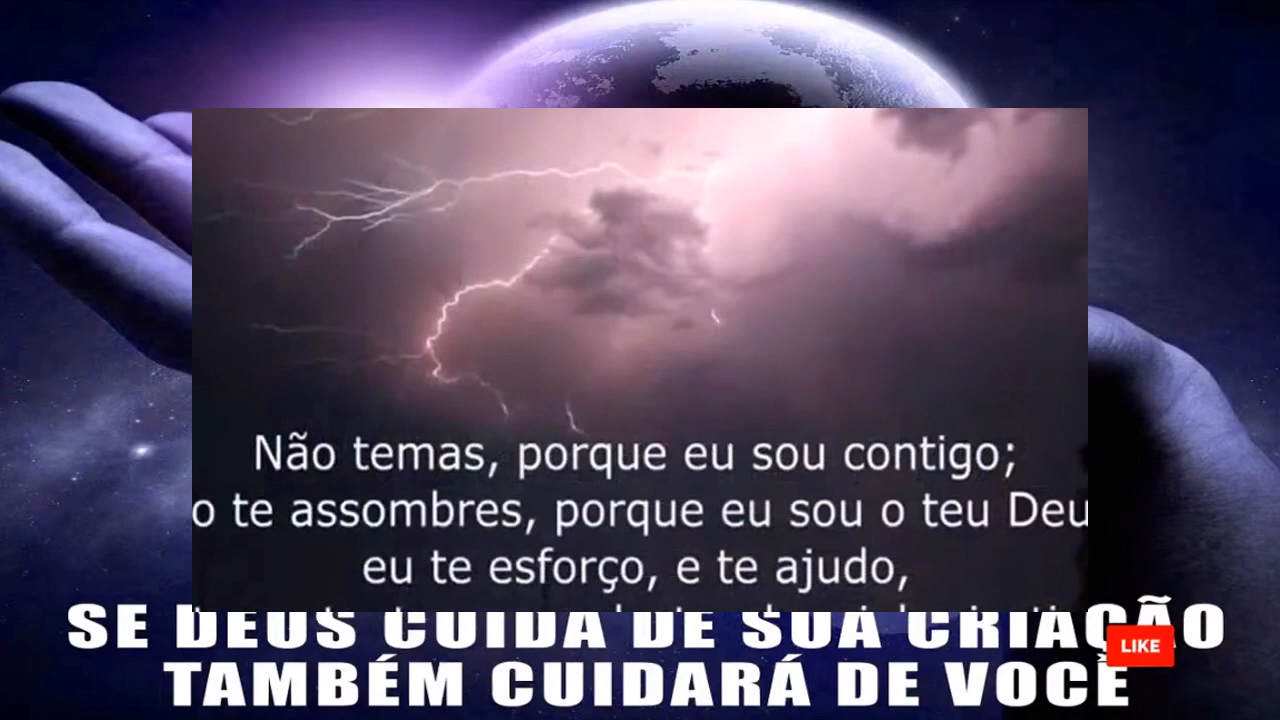 Não temas, porque eu sou contigo;
o te assombres, porque eu sou o teu Deu
eu te esforço, e te ajudo,
SE DEUS CUIDA DE SUA CRIAÇÃO
TAMBÉM CUIDARÁ DE VOCÊ
LIKE